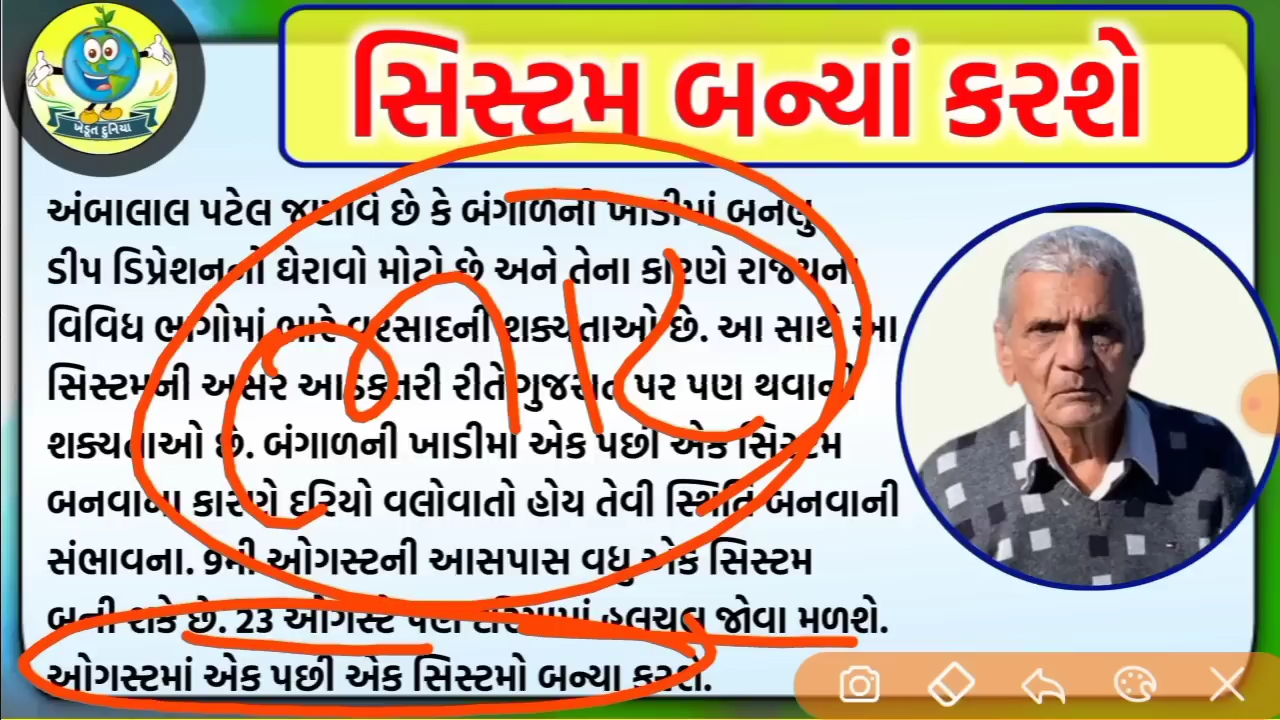 સિસ્ટમ બન્યાં કરશે
ખેડૂત દુનિયા
અંબાલાલ પટેલ જણાવે છે કે બંગાળની ખાડીમાં બનેલુ
ડીપ ડિપ્રેશનનો ઘેરાવો મોટો છે અને તેના કારણે રાજ્યના
વિવિધ ભાગોમાં ભારે વરસાદની શક્યતાઓ છે. આ સાથે આ
સિસ્ટમની અસર આડકતરી રીતે ગુજરાત પર પણ થવાની
શક્યતાઓ છે. બંગાળની ખાડીમાં એક પછી એક સિસ્ટમ
બનવાના કારણે દરિયો વલોવાતો હોય તેવી સ્થિતિ બનવાની
સંભાવના. 9મી ઓગસ્ટની આસપાસ વધુ એક સિસ્ટમ
બની શકે છે. 23 ઓગસ્ટે પણ દરિયામાં હલચલ જોવા મળશે.
ઓગસ્ટમાં એક પછી એક સિસ્ટમો બન્યા કરશે.